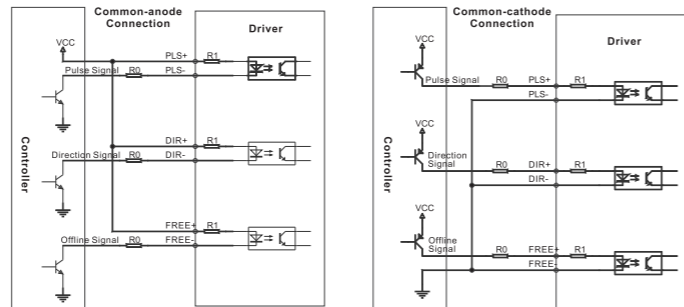 Common-anode
Connection
Driver
VCC
PLS+
R1
Pulse Signal
R0
PLS-
DIR+
R1
Direction Signal
R0
DIR-
FREE+
R1
Offline Signal
R0
FREE-
Controller
Common-cathode
Connection
Driver
VCC
Pulse Signal
R0
PLS+
R1
PLS-
VCC
Direction
Signal
R0
DIR+
R1
DIR-
VCC
Offline
Signal
R0
FREE+
R1
FREE-
Controller